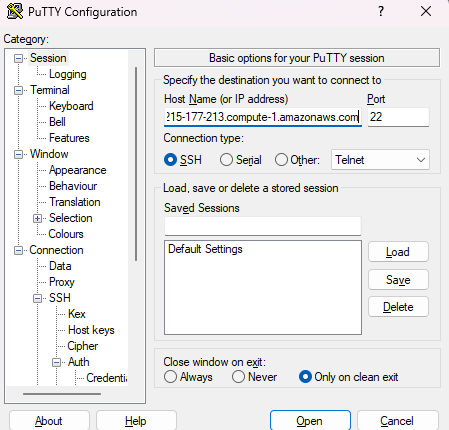 PuTTY Configuration
Category:
Session
Logging
Terminal
Keyboard
Bell
Features
Window
Appearance
Behaviour
Translation
Selection
Colours
Connection
Data
Proxy
SSH
Kex
Host keys
Cipher
Auth
Credentia
Basic options for your PuTTY session
Specify the destination you want to connect to
Host Name (or IP address) Port
215-177-213.compute-1.amazonaws.com 22
Connection type:
SSH Serial Other: Telnet
Load, save or delete a stored session
Saved Sessions
Default Settings
Load
Save
Delete
Close window on exit:
Always Never Only on clean exit
About Help Open Cancel